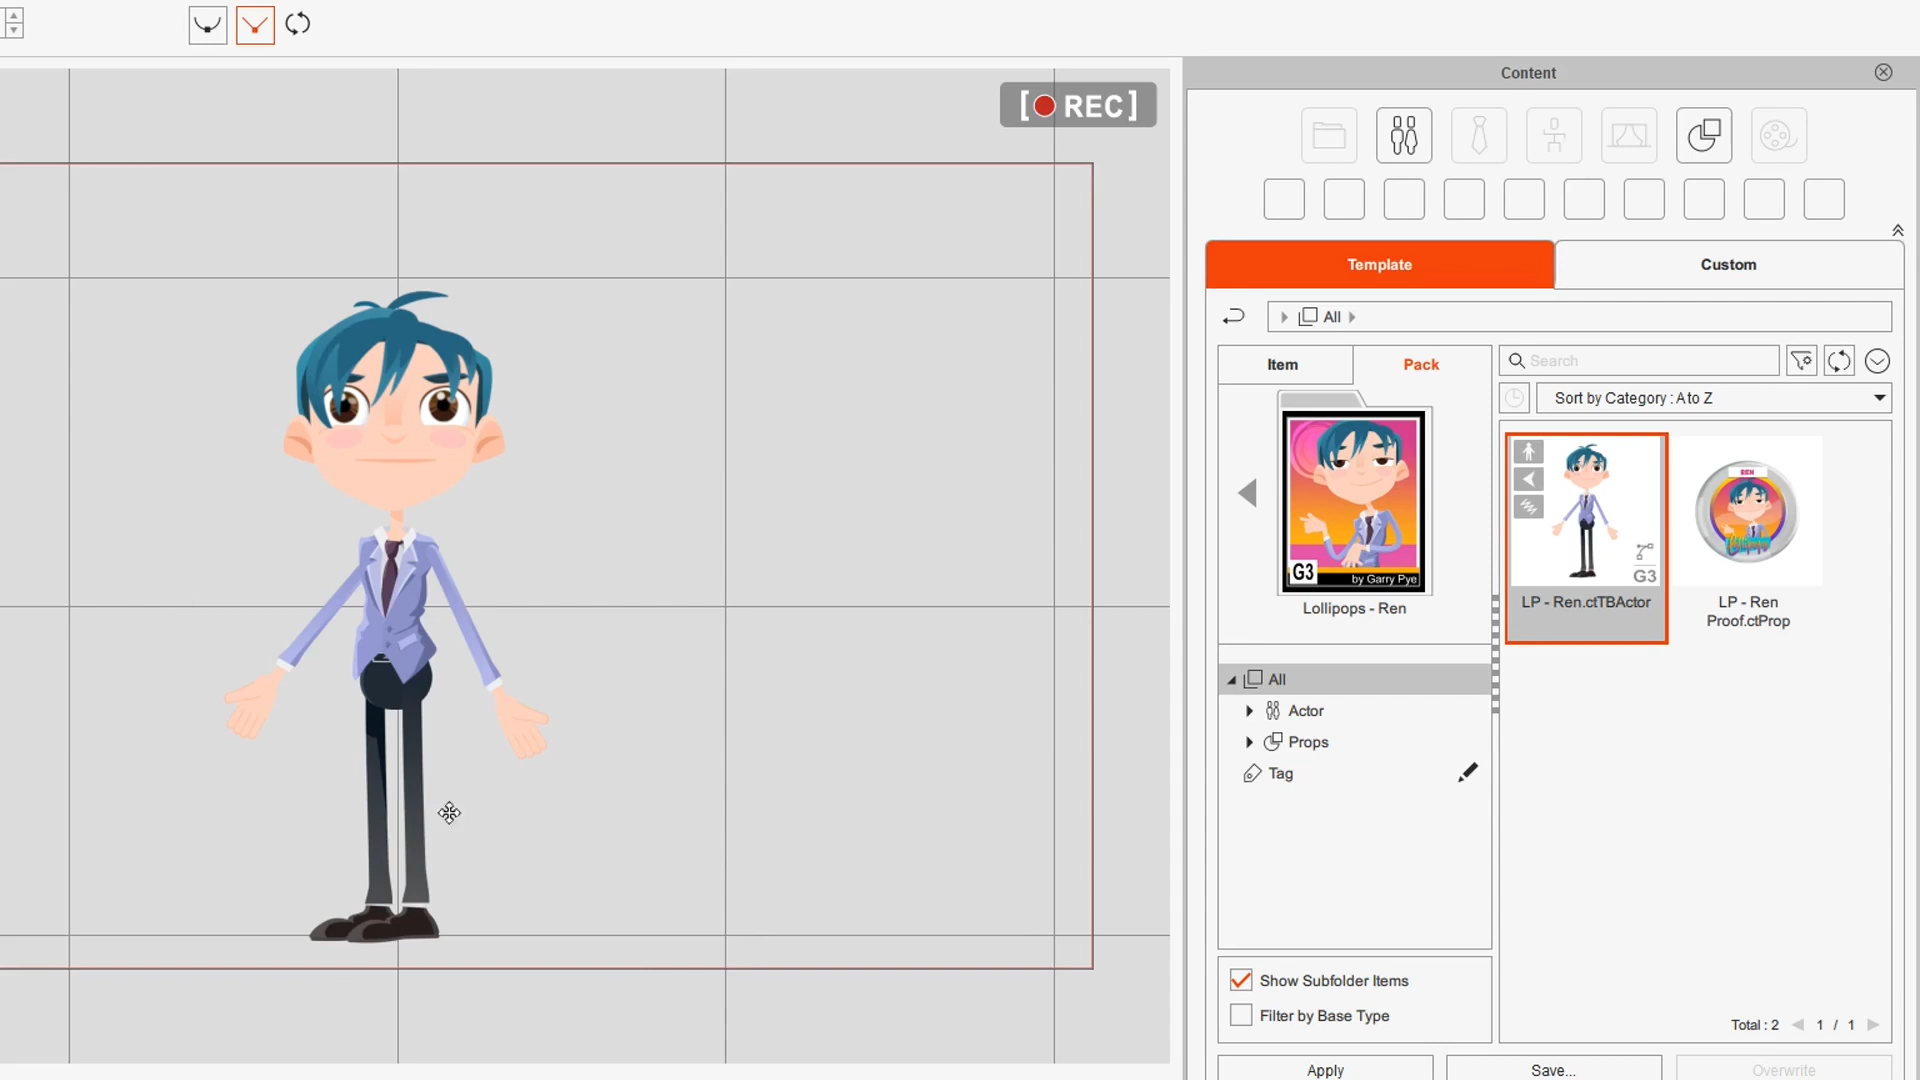 [ REC ]
Content
Template
Custom
All
Item
Pack
Search
Sort by Category : A to Z
G3
by Garry Pye
Lollipops - Ren
G3
LP - Ren.ctTBActor
REN
LP - Ren
Proof.ctProp
All
Actor
Props
Tag
Show Subfolder Items
Filter by Base Type
Total : 2
1 / 1
Apply
Save...
Overwrite